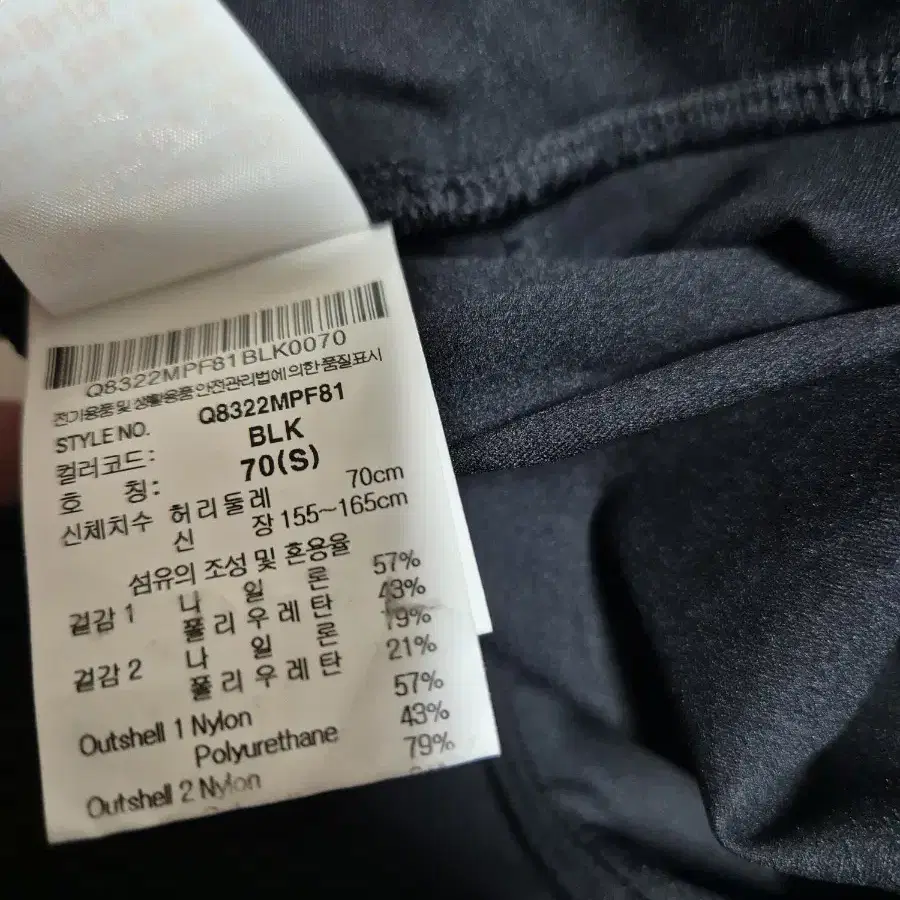 Q8322MPF81BLK0070
전기용품 및 생활용품 안전관리법에 의한 품질표시
STYLE NO. Q8322MPF81
컬러코드: BLK
호 칭: 70(S)
신체치수 허리둘레 70cm
신 장 155~165cm
섬유의 조성 및 혼용율
겉감 1 나 일 론 57%
폴리우레탄 43%
겉감 2 나 일 론 79%
폴리우레탄 21%
Outshell 1 Nylon 57%
Polyurethane 43%
Outshell 2 Nylon 79%